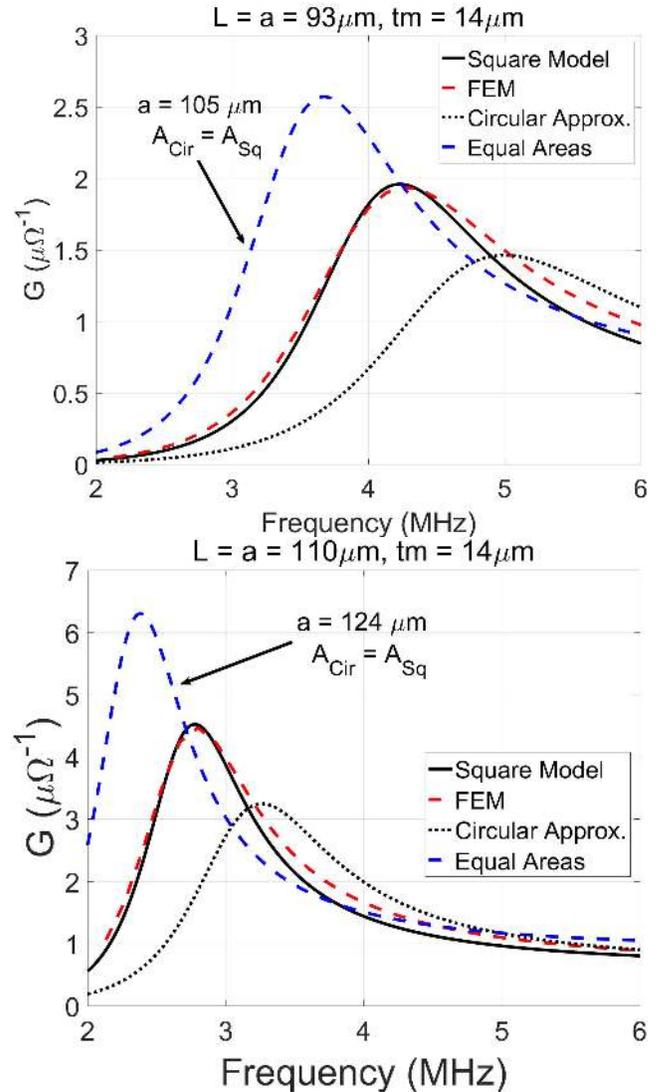 L = a = 93μm, tm = 14μm
3
2.5
2
1.5
1
0.5
0
G (μΩ⁻¹)
a = 105 μm
A_Cir = A_Sq
Square Model
FEM
Circular Approx.
Equal Areas
2 3 4 5 6
Frequency (MHz)
L = a = 110μm, tm = 14μm
7
6
5
4
3
2
1
0
G (μΩ⁻¹)
a = 124 μm
A_Cir = A_Sq
Square Model
FEM
Circular Approx.
Equal Areas
2 3 4 5 6
Frequency (MHz)